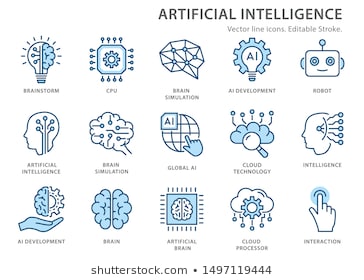 ARTIFICIAL INTELLIGENCE
Vector line icons. Editable Stroke.
AI
BRAINSTORM
CPU
BRAIN
SIMULATION
AI DEVELOPMENT
ROBOT
AI
ARTIFICIAL
INTELLIGENCE
BRAIN
SIMULATION
GLOBAL AI
CLOUD
TECHNOLOGY
INTELLIGENCE
AI DEVELOPMENT
BRAIN
ARTIFICIAL
BRAIN
CLOUD
PROCESSOR
INTERACTION
shutterstock.com · 1497119444